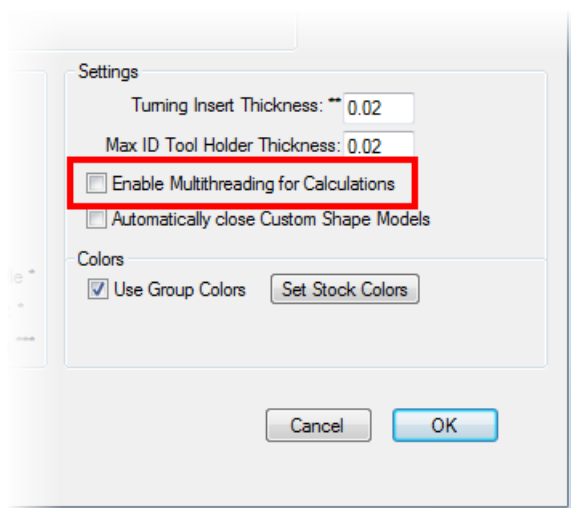 Settings
Turning Insert Thickness: ** 0.02
Max ID Tool Holder Thickness: 0.02
Enable Multithreading for Calculations
Automatically close Custom Shape Models
Colors
Use Group Colors Set Stock Colors
Cancel OK